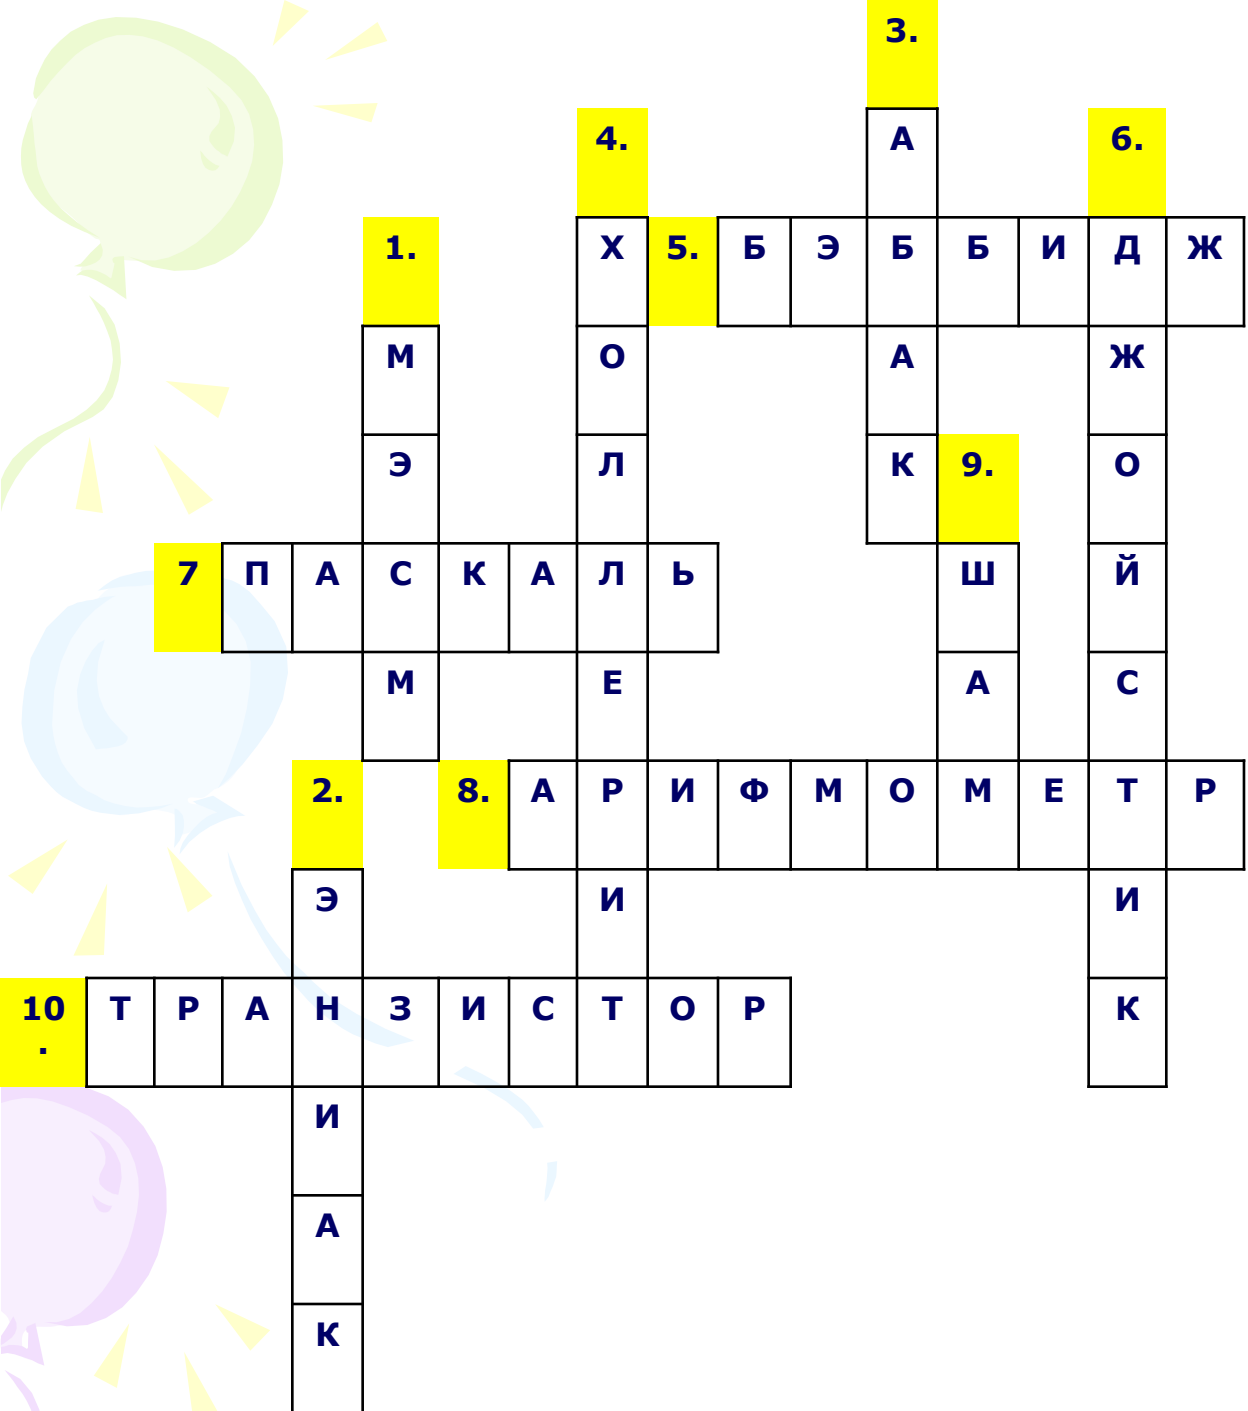 3.
4. А 6.
1. Х 5. Б Э Б Б И Д Ж
М О А Ж
Э Л К 9. О
7 П А С К А Л Ь Ш Й
М Е А С
2. 8. А Р И Ф М О М Е Т Р
Э И И
10. Т Р А Н З И С Т О Р К
И
А
К